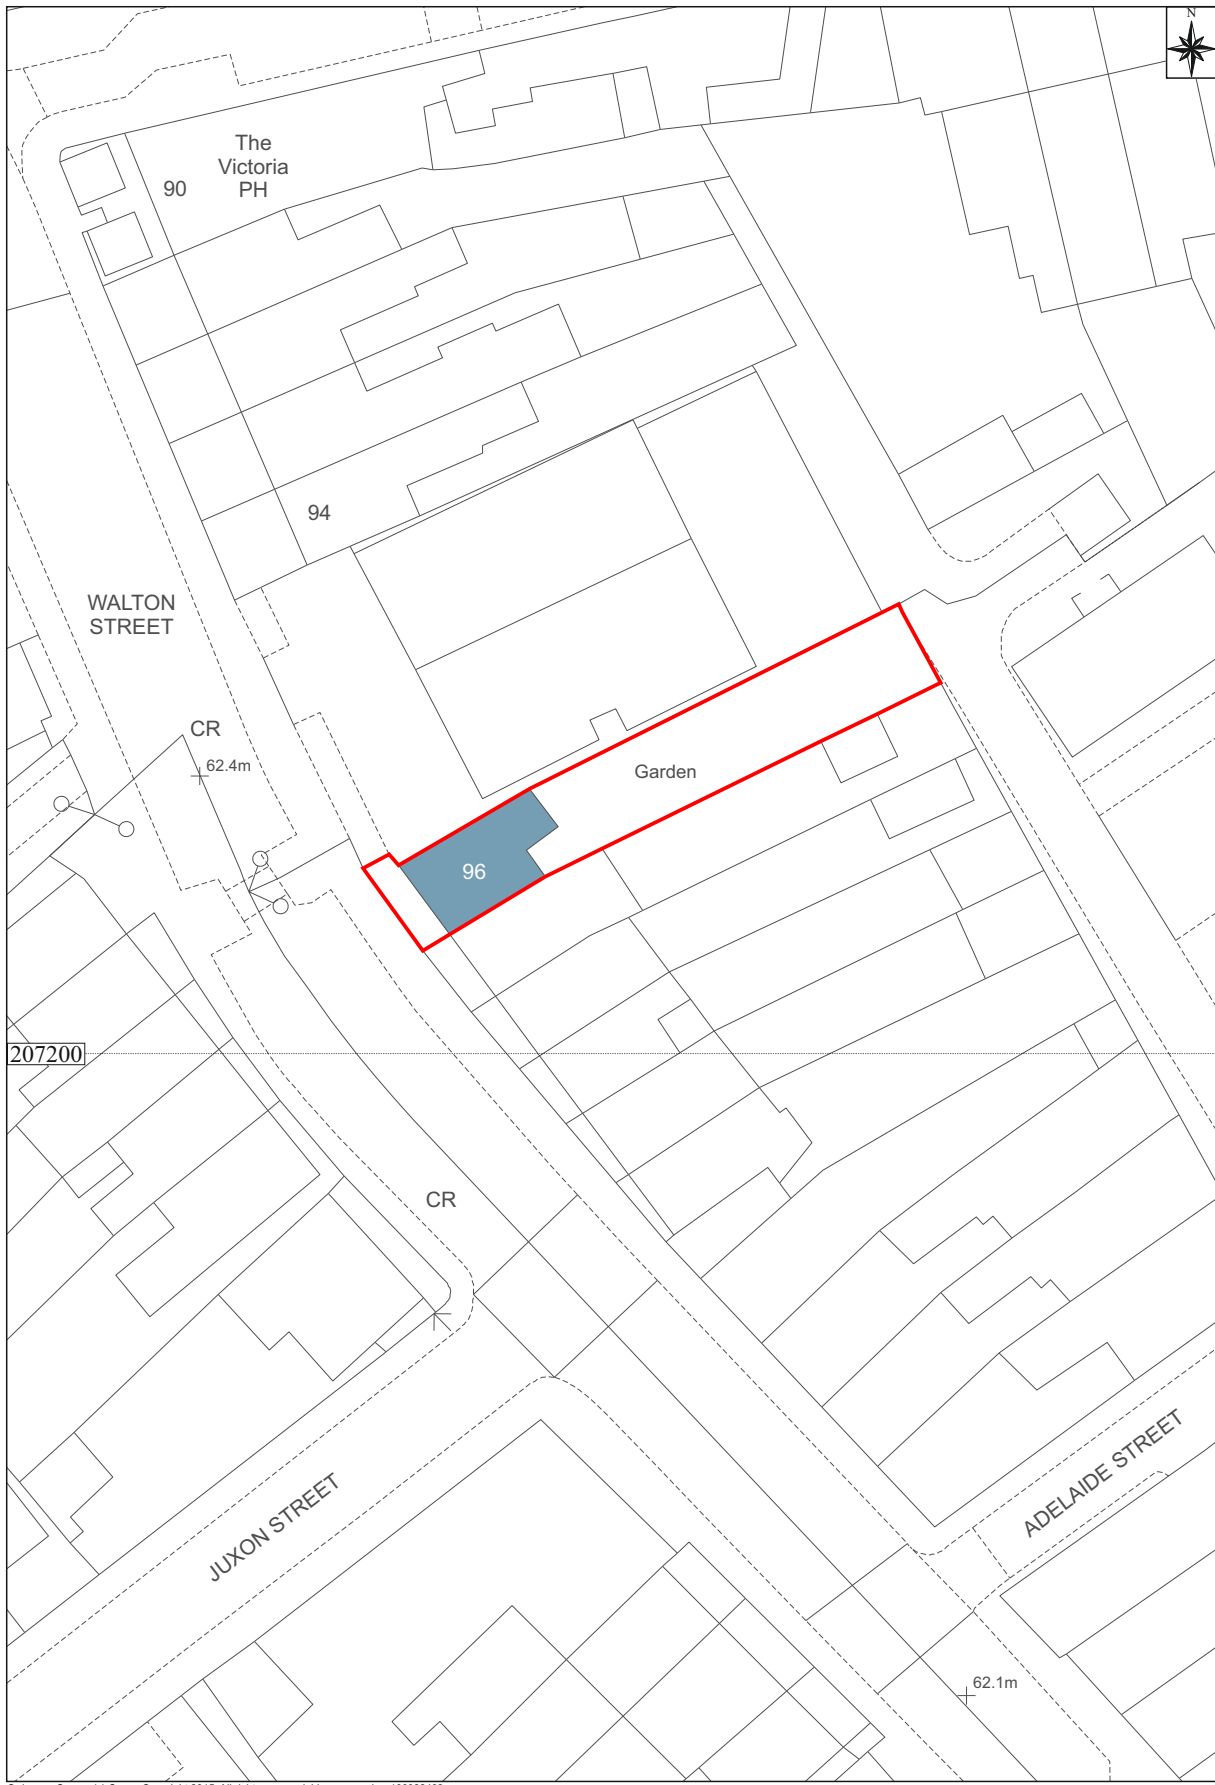 N
The
Victoria
PH
90
94
WALTON
STREET
CR
62.4m
Garden
96
207200
CR
JUXON STREET
ADELAIDE STREET
62.1m